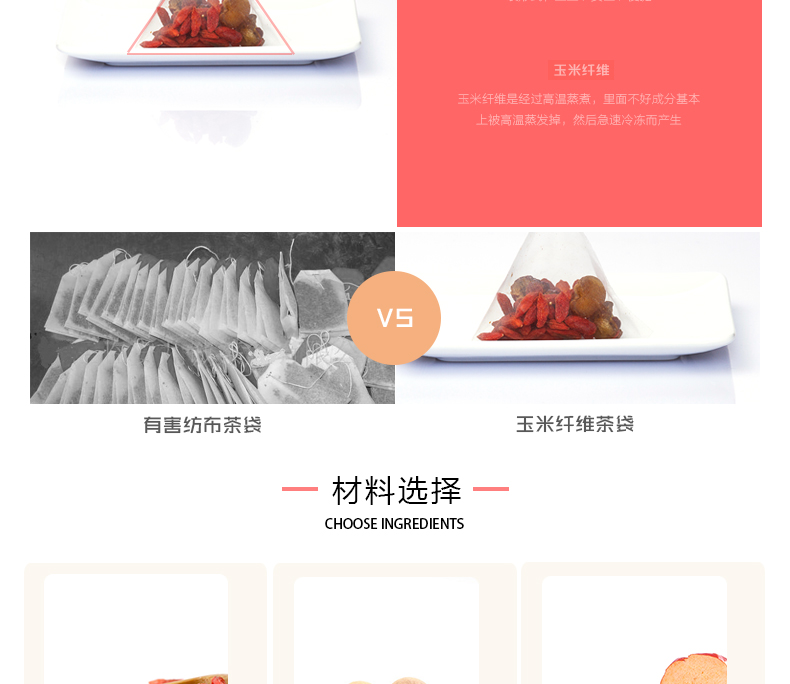 玉米纤维
玉米纤维是经过高温蒸煮，里面不好成分基本
上被高温蒸发掉，然后急速冷冻而产生
VS
有害纺布茶袋
玉米纤维茶袋
材料选择
CHOOSE INGREDIENTS